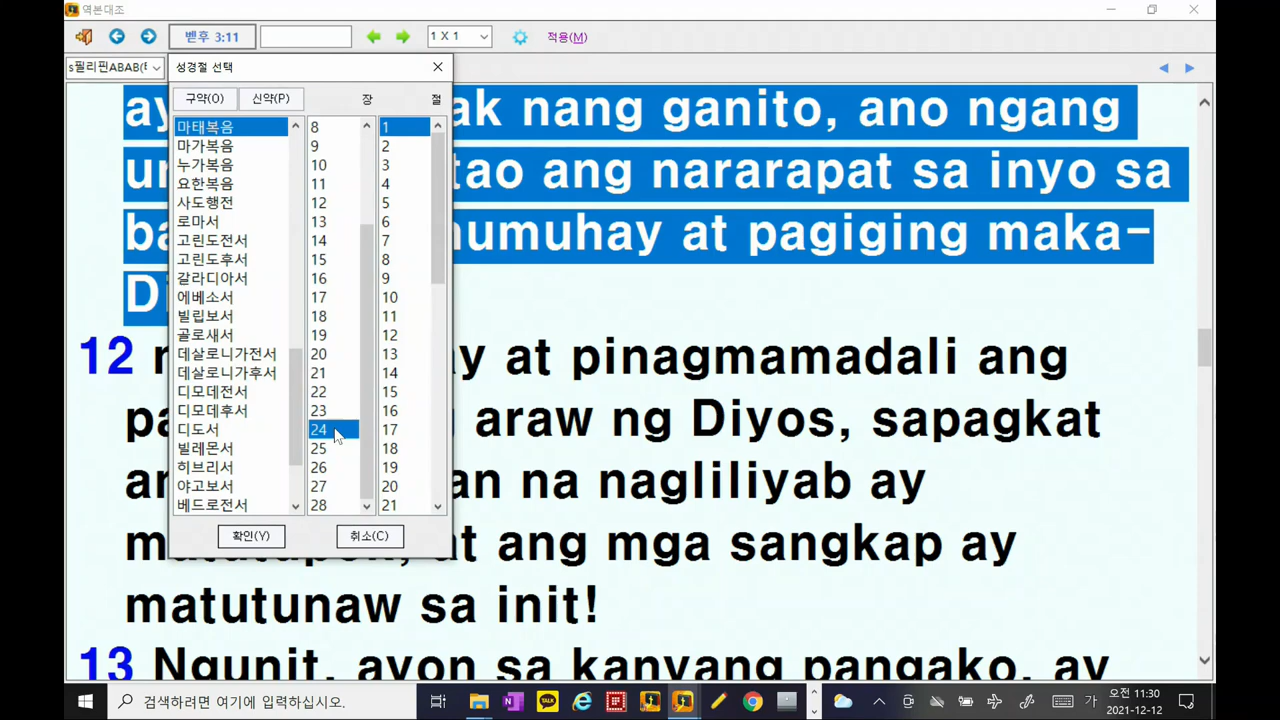 역본대조
벧후 3:11
1 X 1
적용(M)
s필리핀ABAB(E
성경절 선택
구약(O) 신약(P) 장 절
마태복음 8 1
마가복음 9 2
누가복음 10 3
요한복음 11 4
사도행전 12 5
로마서 13 6
고린도전서 14 7
고린도후서 15 8
갈라디아서 16 9
에베소서 17 10
빌립보서 18 11
골로새서 19 12
데살로니가전서 20 13
데살로니가후서 21 14
디모데전서 22 15
디모데후서 23 16
디도서 24 17
빌레몬서 25 18
히브리서 26 19
야고보서 27 20
베드로전서 28 21
확인(Y) 취소(C)
ay ak nang ganito, ano ngang
tao ang nararapat sa inyo sa
ba numuhay at pagiging maka-
Di
12 ay at pinagmamadali ang
pa g araw ng Diyos, sapagkat
an an na nagliliyab ay
at ang mga sangkap ay
matutunaw sa init!
13 Ngunit, ayon sa kanyang pangako, ay
검색하려면 여기에 입력하십시오.
TALK
가
오전 11:30
2021-12-12